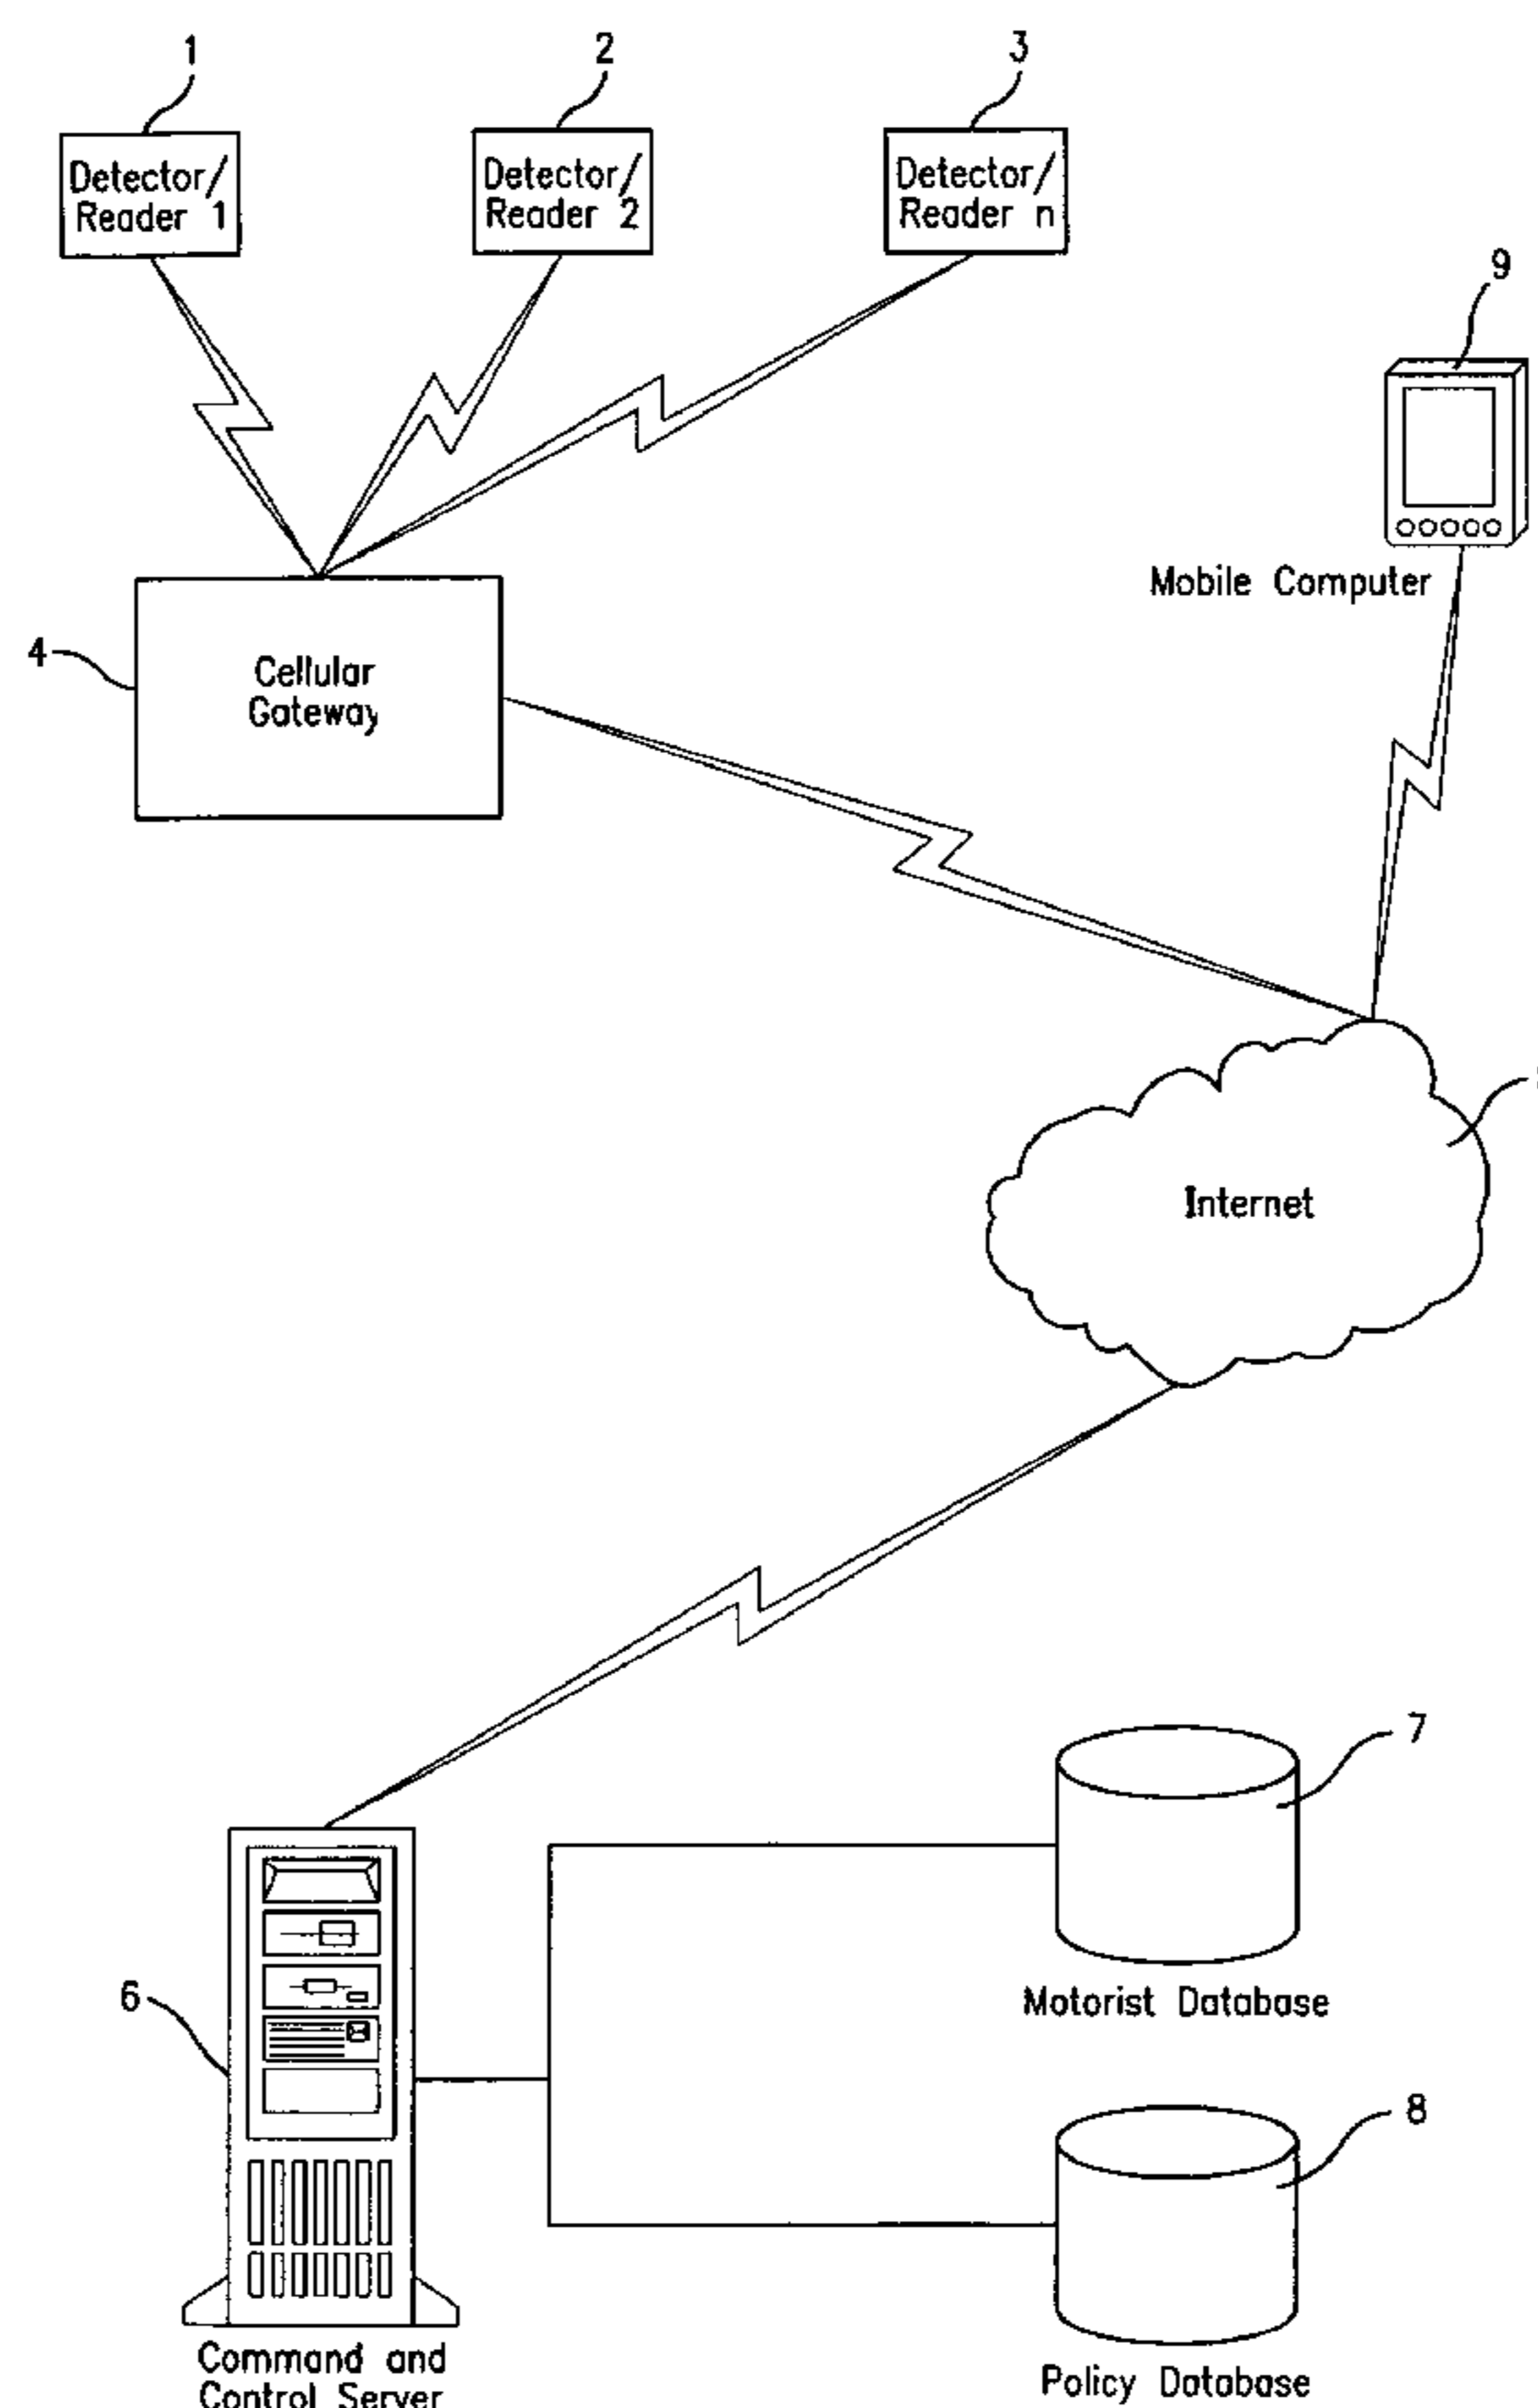 1
2
3
Detector/
Reader 1
Detector/
Reader 2
Detector/
Reader n
9
Mobile Computer
4
Cellular
Gateway
Internet
7
Motorist Database
6
8
Command and
Control Server
Policy Database